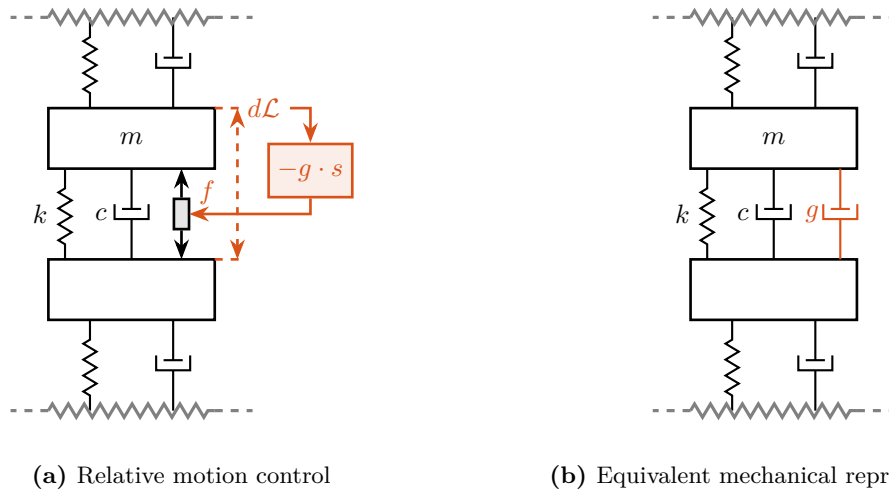 dℒ
m
−g · s
f
k
c
m
k
c
g
(a) Relative motion control
(b) Equivalent mechanical repr